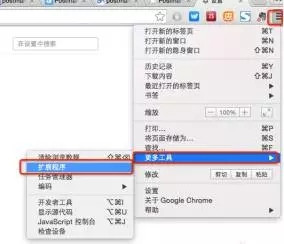 在设置中搜索
打开新的标签页 ⌘T
打开新的窗口 ⌘N
打开新的隐身窗口 ⇧⌘N
历史记录 ⌘Y
下载内容 ⇧⌘J
最近打开的标签页
书签
缩放 − 100% +
打印... ⌘P
将页面存储为... ⌘S
查找... ⌘F
更多工具
修改 剪切 复制 粘贴
设置
关于 Google Chrome
帮助
清除浏览数据 ⇧⌘⌫
扩展程序
任务管理器
编码
开发者工具 ⌥⌘I
显示源代码 ⌥⌘U
JavaScript 控制台 ⌥⌘J
检查设备